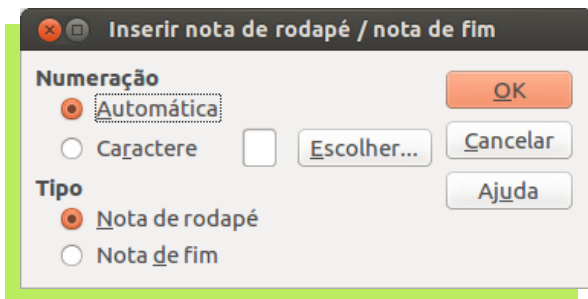 Inserir nota de rodapé / nota de fim
Numeração
Automática
Caractere
Escolher...
Tipo
Nota de rodapé
Nota de fim
OK
Cancelar
Ajuda